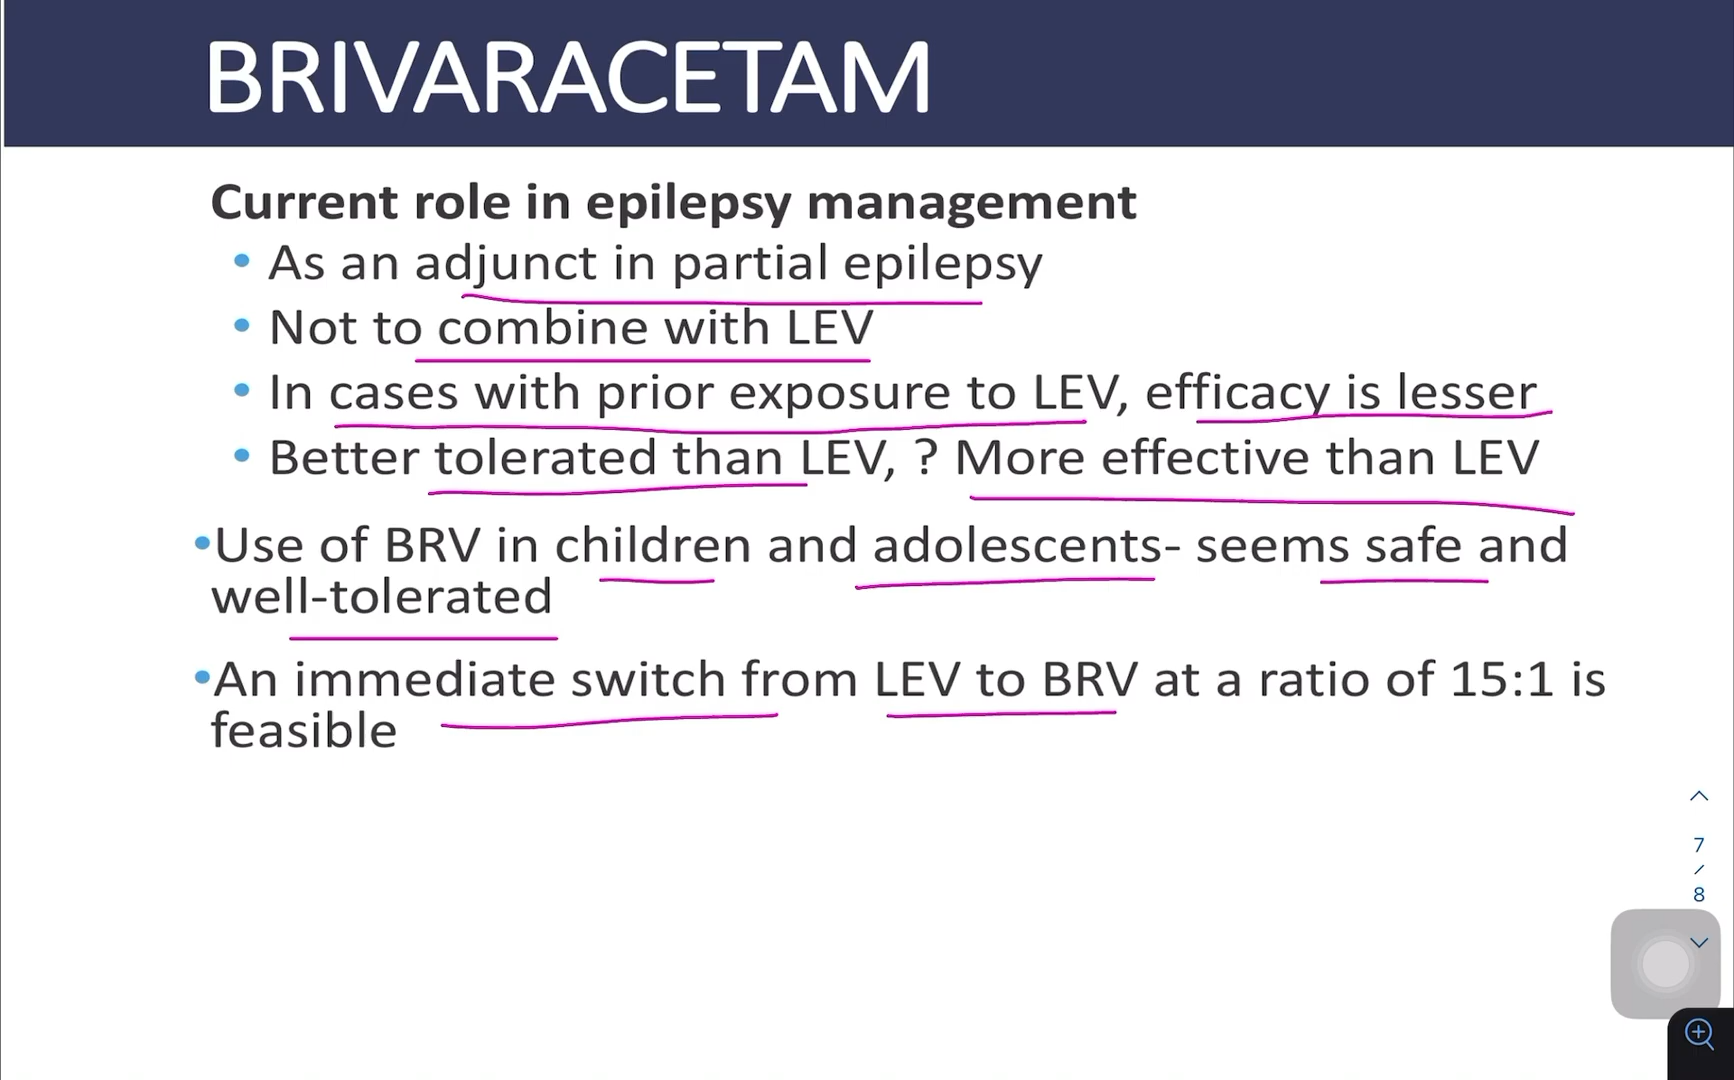 BRIVARACETAM
Current role in epilepsy management
• As an adjunct in partial epilepsy
• Not to combine with LEV
• In cases with prior exposure to LEV, efficacy is lesser
• Better tolerated than LEV, ? More effective than LEV
•Use of BRV in children and adolescents- seems safe and
well-tolerated
•An immediate switch from LEV to BRV at a ratio of 15:1 is
feasible
7
/
8